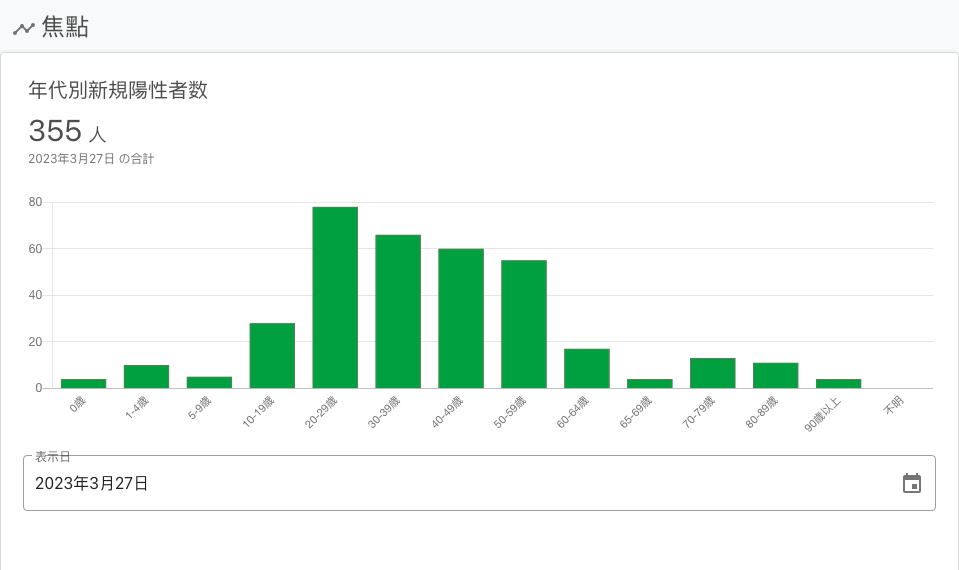 焦點
年代別新規陽性者数
355 人
2023年3月27日 の合計
80
60
40
20
0
0歳
1-4歳
5-9歳
10-19歳
20-29歳
30-39歳
40-49歳
50-59歳
60-64歳
65-69歳
70-79歳
80-89歳
90歳以上
不明
表示日
2023年3月27日